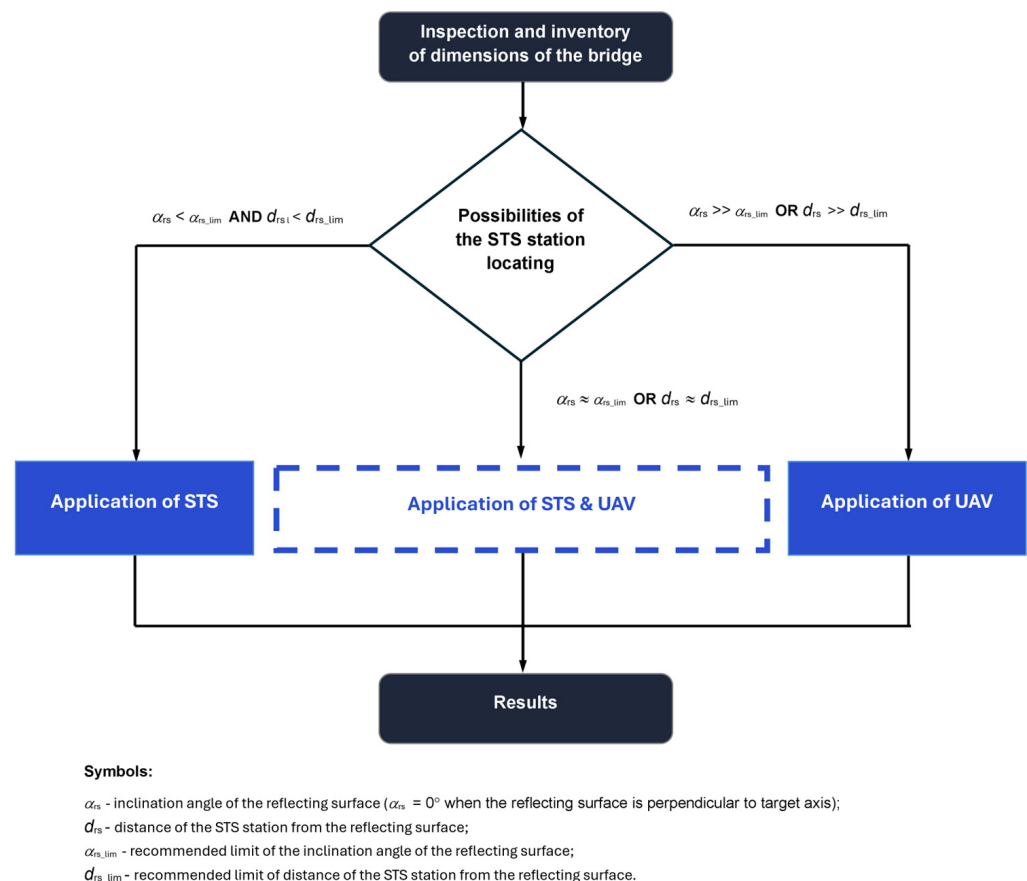 Inspection and inventory
of dimensions of the bridge
αrs < αrs_lim AND drs l < drs_lim
Possibilities of
the STS station
locating
αrs >> αrs_lim OR drs >> drs_lim
αrs ≈ αrs_lim OR drs ≈ drs_lim
Application of STS
Application of STS & UAV
Application of UAV
Results
Symbols:
αrs - inclination angle of the reflecting surface (αrs = 0° when the reflecting surface is perpendicular to target axis);
drs - distance of the STS station from the reflecting surface;
αrs_lim - recommended limit of the inclination angle of the reflecting surface;
drs_lim - recommended limit of distance of the STS station from the reflecting surface.